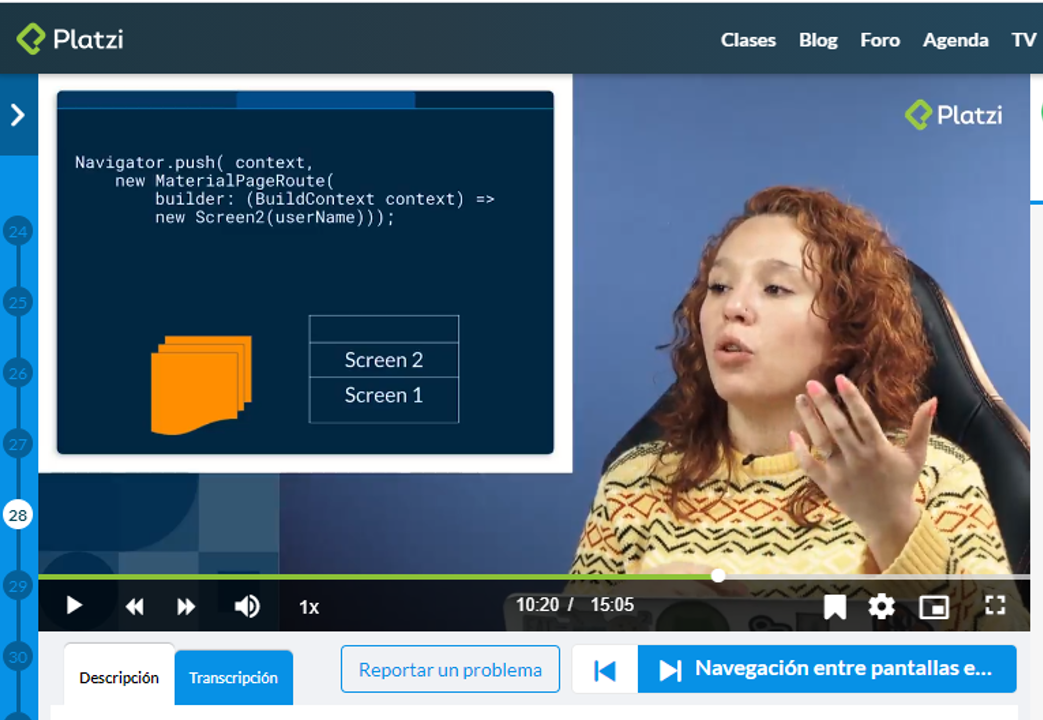 Platzi
Clases Blog Foro Agenda TV
Platzi
Navigator.push( context,
new MaterialPageRoute(
builder: (BuildContext context) =>
new Screen2(userName)));
Screen 2
Screen 1
24
25
26
27
28
29
30
1x
10:20 / 15:05
Descripción
Transcripción
Reportar un problema
Navegación entre pantallas e...